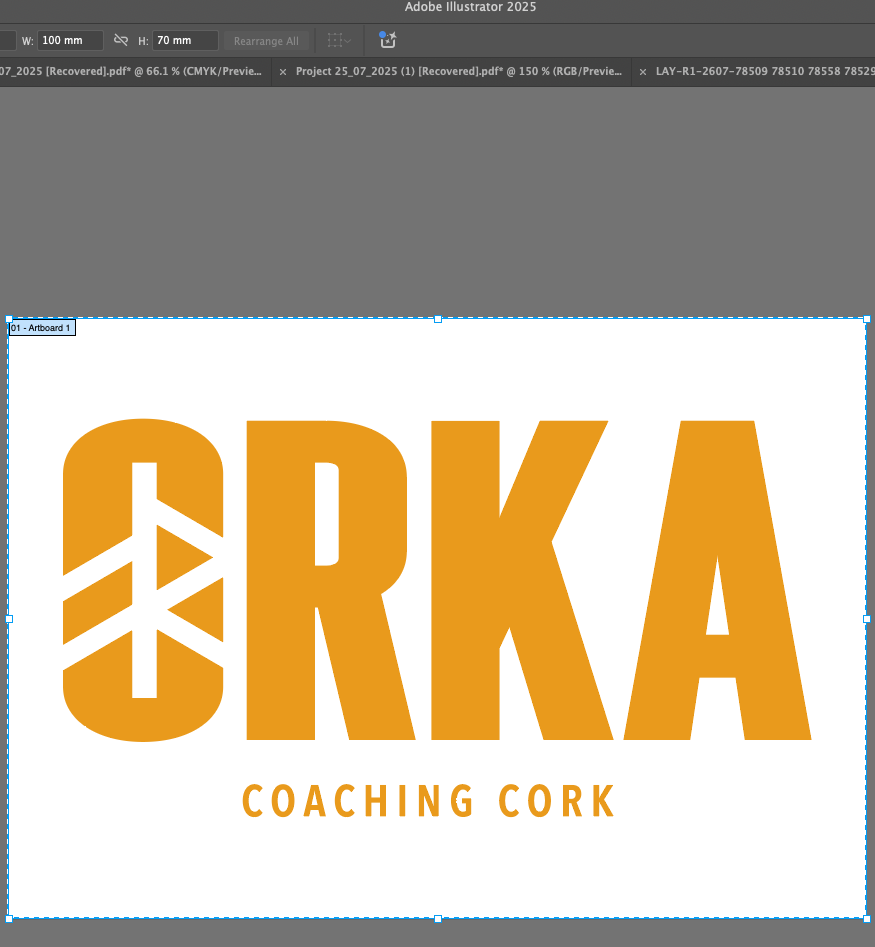 Adobe Illustrator 2025
W: 100 mm H: 70 mm Rearrange All
07_2025 [Recovered].pdf* @ 66.1 % (CMYK/Previe... × Project 25_07_2025 (1) [Recovered].pdf* @ 150 % (RGB/Previe... × LAY-R1-2607-78509 78510 78558 78529
01 - Artboard 1
ORKA
COACHING CORK